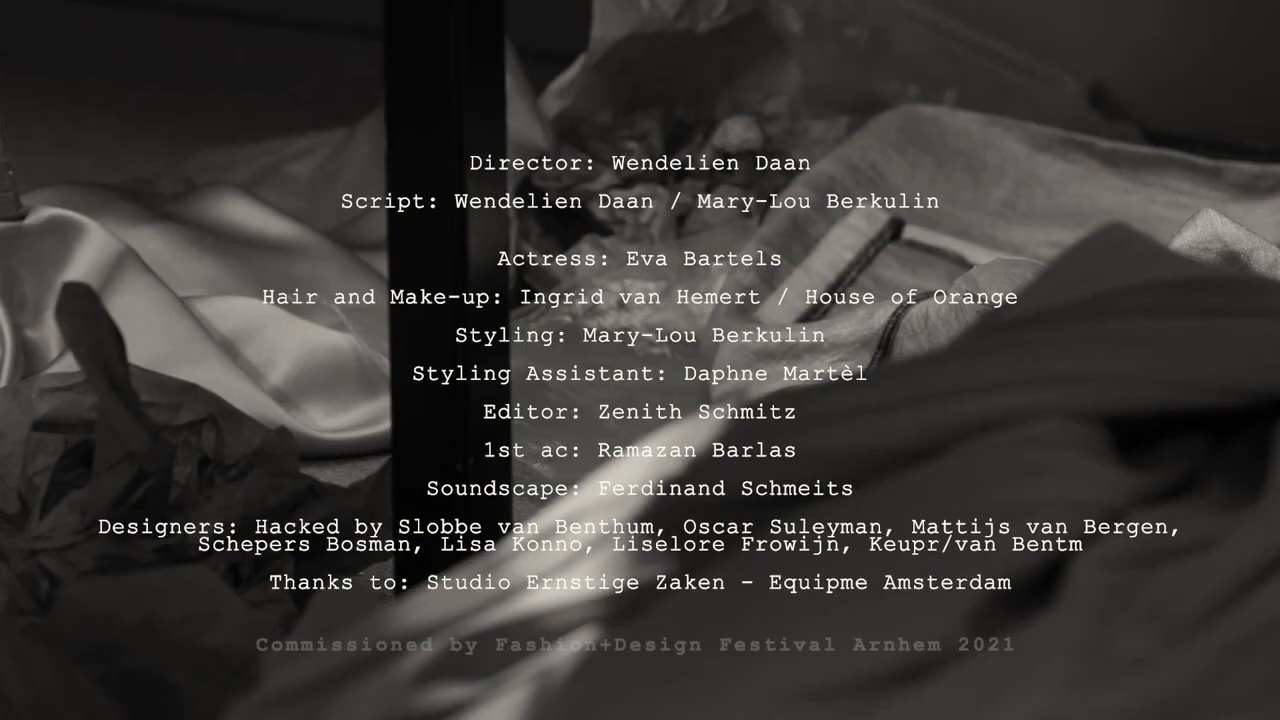 Director: Wendelien Daan
Script: Wendelien Daan / Mary-Lou Berkulin
Actress: Eva Bartels
Hair and Make-up: Ingrid van Hemert / House of Orange
Styling: Mary-Lou Berkulin
Styling Assistant: Daphne Martèl
Editor: Zenith Schmitz
1st ac: Ramazan Barlas
Soundscape: Ferdinand Schmeits
Designers: Hacked by Slobbe van Benthum, Oscar Suleyman, Mattijs van Bergen,
Schepers Bosman, Lisa Konno, Liselore Frowijn, Keupr/van Bentm
Thanks to: Studio Ernstige Zaken - Equipme Amsterdam
Commissioned by Fashion+Design Festival Arnhem 2021